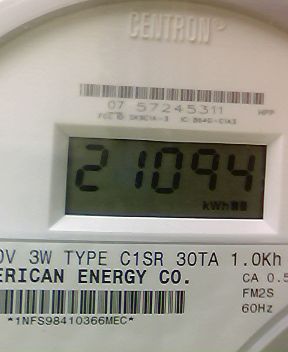 CENTRON®
07 57245311 HPP
21094
kWh
0V 3W TYPE C1SR 30TA 1.0Kh
ERICAN ENERGY CO. CA 0.5
FM2S
60Hz
*1NFS98410366MEC*